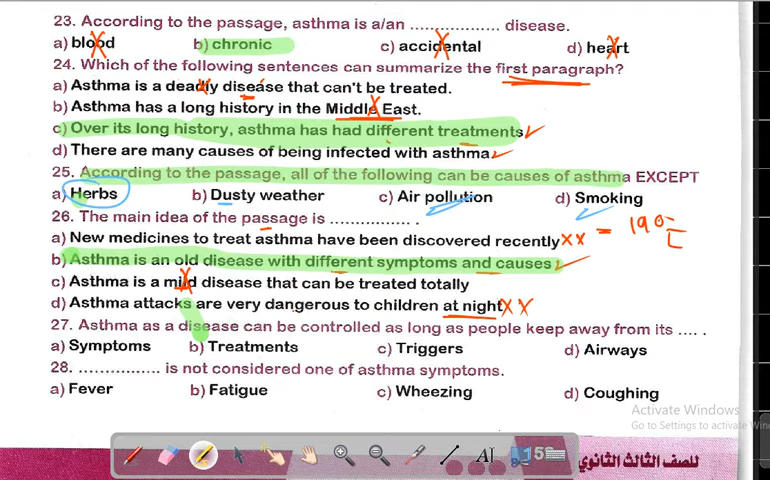 23. According to the passage, asthma is a/an ................ disease.
a) blood b) chronic c) accidental d) heart
24. Which of the following sentences can summarize the first paragraph?
a) Asthma is a deadly disease that can't be treated.
b) Asthma has a long history in the Middle East.
c) Over its long history, asthma has had different treatments
d) There are many causes of being infected with asthma
25. According to the passage, all of the following can be causes of asthma EXCEPT
a) Herbs b) Dusty weather c) Air pollution d) Smoking
26. The main idea of the passage is ...............
a) New medicines to treat asthma have been discovered recently xx =
b) Asthma is an old disease with different symptoms and causes.
c) Asthma is a mild disease that can be treated totally
d) Asthma attacks are very dangerous to children at night xx
27. Asthma as a disease can be controlled as long as people keep away from its .... .
a) Symptoms b) Treatments c) Triggers d) Airways
28. ................ is not considered one of asthma symptoms.
a) Fever b) Fatigue c) Wheezing d) Coughing
Activate Windows
Go to Settings to activate Win
للصف الثالث الثانوي